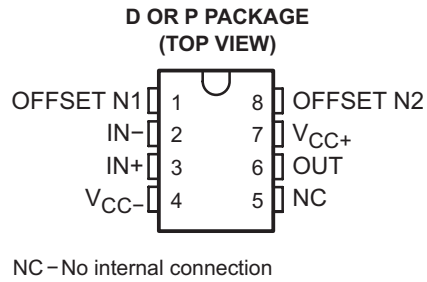 D OR P PACKAGE
(TOP VIEW)
OFFSET N1 1 8 OFFSET N2
IN− 2 7 VCC+
IN+ 3 6 OUT
VCC− 4 5 NC
NC−No internal connection